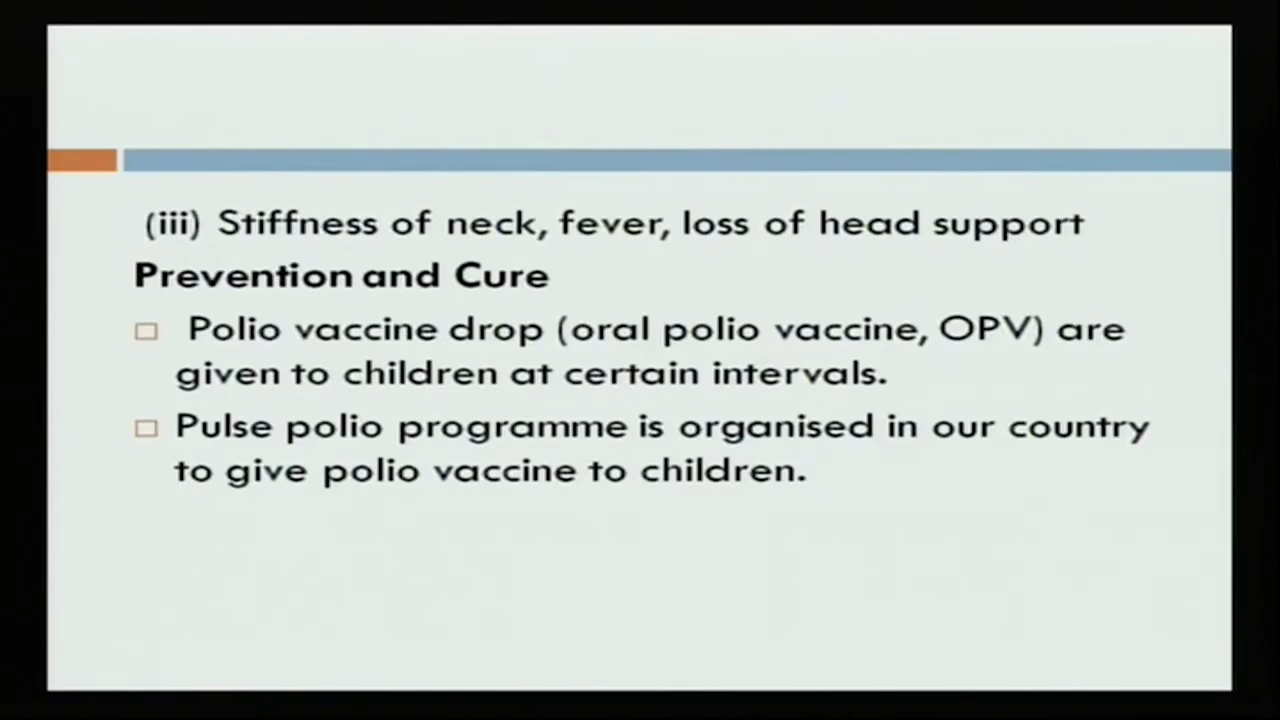 (iii) Stiffness of neck, fever, loss of head support
Prevention and Cure
Polio vaccine drop (oral polio vaccine, OPV) are
given to children at certain intervals.
Pulse polio programme is organised in our country
to give polio vaccine to children.